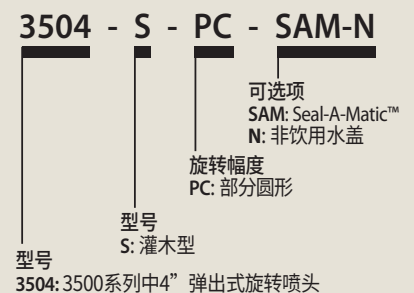 3504 - S - PC - SAM-N
可选项
SAM: Seal-A-Matic™
N: 非饮用水盖
旋转幅度
PC: 部分圆形
型号
S: 灌木型
型号
3504: 3500系列中4”弹出式旋转喷头